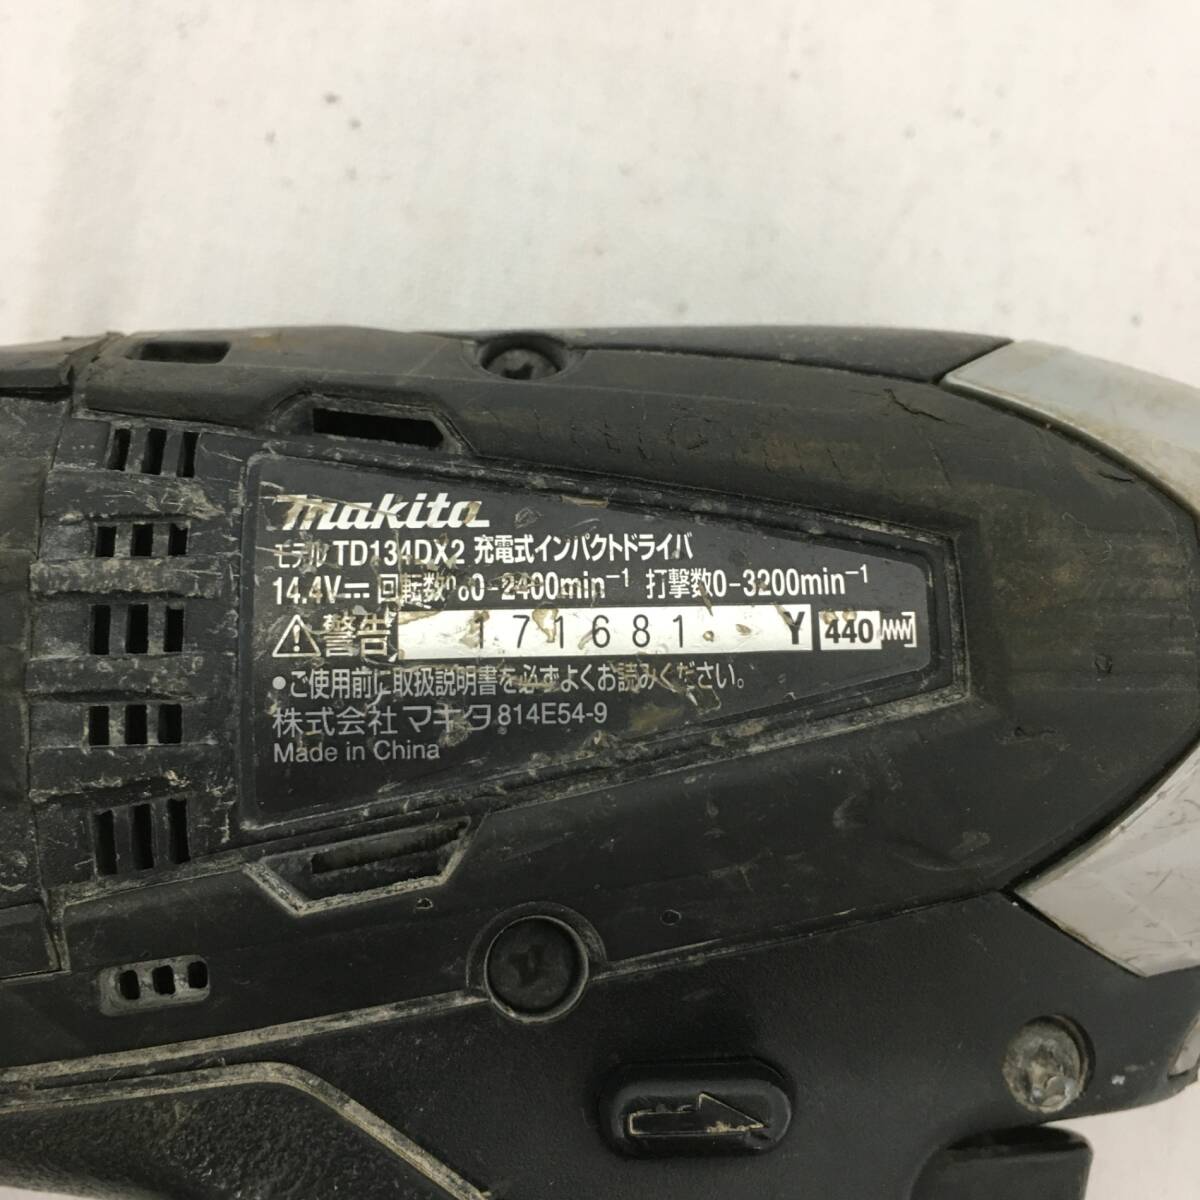 makita
モデル TD134DX2 充電式インパクトドライバ
14.4V 回転数 0-2400min⁻¹ 打撃数0-3200min⁻¹
警告 171681 Y 440
●ご使用前に取扱説明書を必ずよくお読みください。
株式会社 マキタ 814E54-9
Made in China